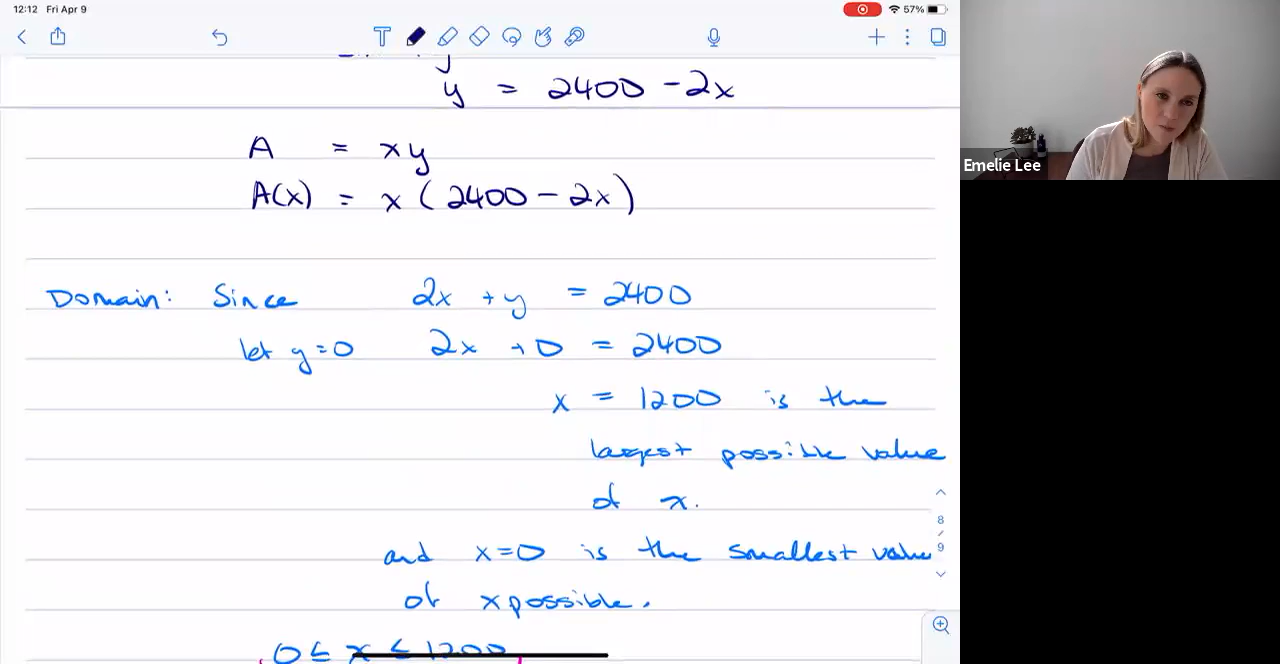 12:12 Fri Apr 9
57%
y = 2400 - 2x
A = xy
A(x) = x (2400 - 2x)
Domain: Since 2x + y = 2400
let y=0 2x + 0 = 2400
x = 1200 is the
largest possible value
of x.
and x=0 is the smallest value
of x possible.
0 ≤ x ≤ 1200
8
/
9
Emelie Lee